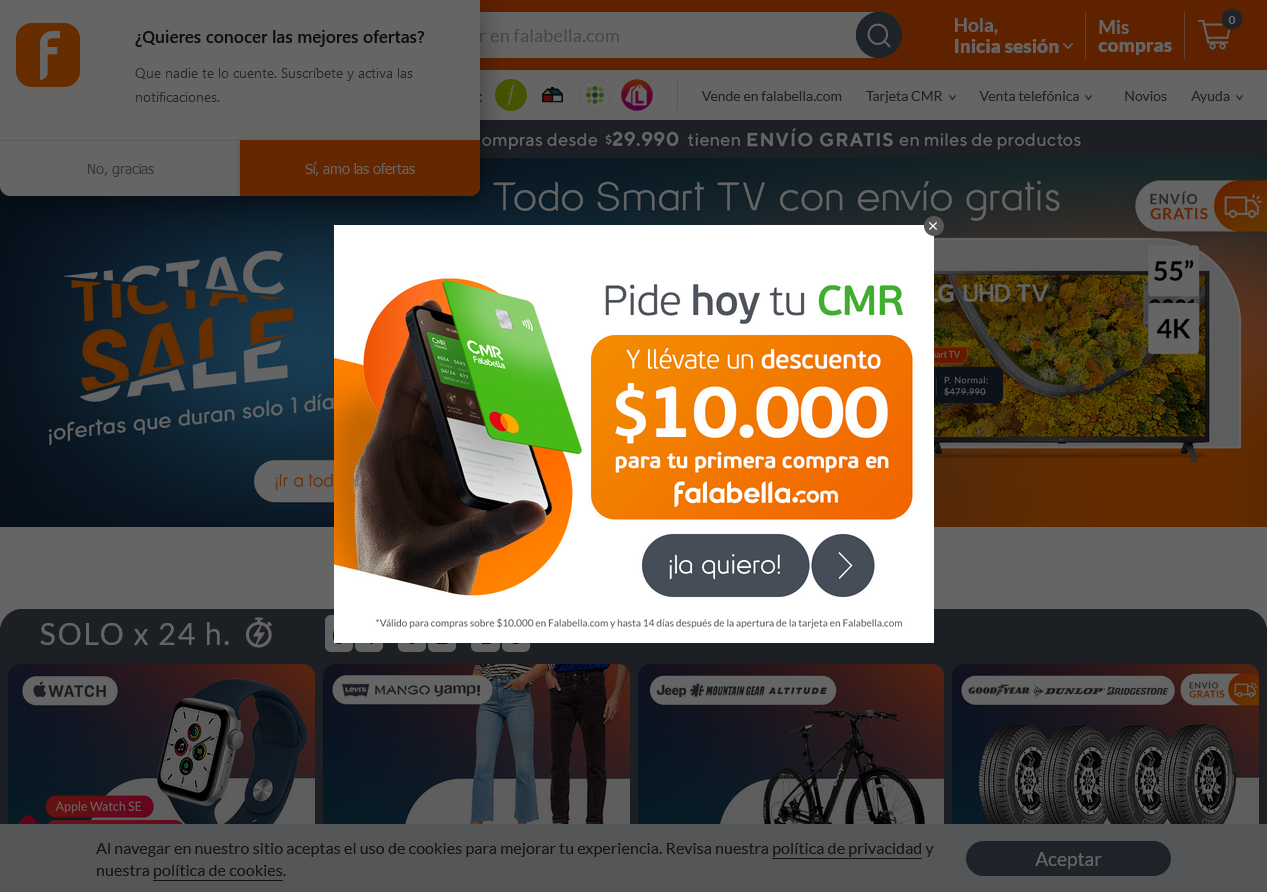 ¿Quieres conocer las mejores ofertas?
Que nadie te lo cuente. Suscríbete y activa las
notificaciones.
No, gracias
Sí, amo las ofertas
en falabella.com
Hola,
Inicia sesión
Mis
compras
0
Vende en falabella.com
Tarjeta CMR
Venta telefónica
Novios
Ayuda
ompras desde $29.990 tienen ENVÍO GRATIS en miles de productos
Todo Smart TV con envío gratis
ENVÍO
GRATIS
TICTAC
SALE
¡ofertas que duran solo 1 día
¡Ir a tod
LG UHD TV
55”
4K
art TV
P. Normal:
$479.990
Pide hoy tu CMR
Y llévate un descuento
$10.000
para tu primera compra en
falabella.com
¡la quiero!
*Válido para compras sobre $10.000 en Falabella.com y hasta 14 días después de la apertura de la tarjeta en Falabella.com
CMR
Falabella
SOLO x 24 h.
WATCH
Levi's MANGO yamp!
Jeep MOUNTAIN GEAR ALTITUDE
GOODYEAR DUNLOP BRIDGESTONE
ENVÍO
GRATIS
Apple Watch SE
Al navegar en nuestro sitio aceptas el uso de cookies para mejorar tu experiencia. Revisa nuestra política de privacidad y
nuestra política de cookies.
Aceptar